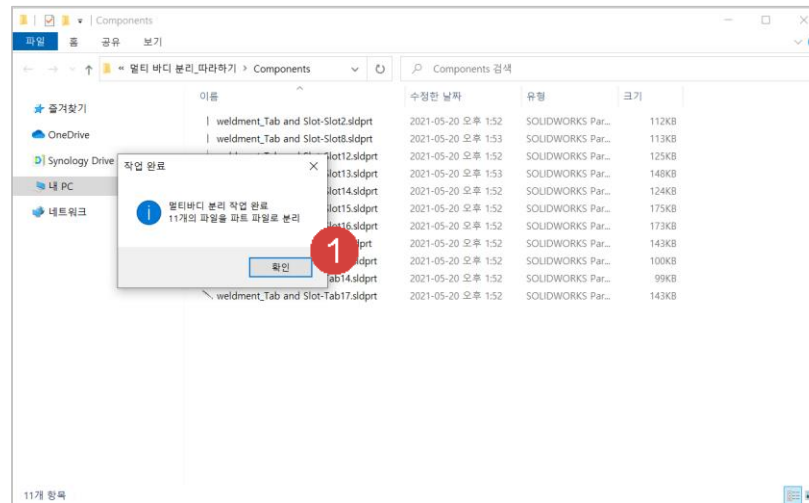 Components
파일 홈 공유 보기
« 멀티 바디 분리_따라하기 > Components
Components 검색
이름 수정한 날짜 유형 크기
즐겨찾기
OneDrive
Synology Drive
내 PC
네트워크
weldment_Tab and Slot-Slot2.sldprt 2021-05-20 오후 1:52 SOLIDWORKS Par... 112KB
weldment_Tab and Slot-Slot8.sldprt 2021-05-20 오후 1:53 SOLIDWORKS Par... 113KB
Slot12.sldprt 2021-05-20 오후 1:52 SOLIDWORKS Par... 125KB
Slot13.sldprt 2021-05-20 오후 1:53 SOLIDWORKS Par... 148KB
Slot14.sldprt 2021-05-20 오후 1:52 SOLIDWORKS Par... 124KB
Slot15.sldprt 2021-05-20 오후 1:52 SOLIDWORKS Par... 175KB
Slot16.sldprt 2021-05-20 오후 1:52 SOLIDWORKS Par... 173KB
dprt 2021-05-20 오후 1:52 SOLIDWORKS Par... 143KB
ldprt 2021-05-20 오후 1:52 SOLIDWORKS Par... 100KB
ab14.sldprt 2021-05-20 오후 1:52 SOLIDWORKS Par... 99KB
weldment_Tab and Slot-Tab17.sldprt 2021-05-20 오후 1:52 SOLIDWORKS Par... 143KB
작업 완료
멀티바디 분리 작업 완료
11개의 파일을 파트 파일로 분리
확인
1
11개 항목